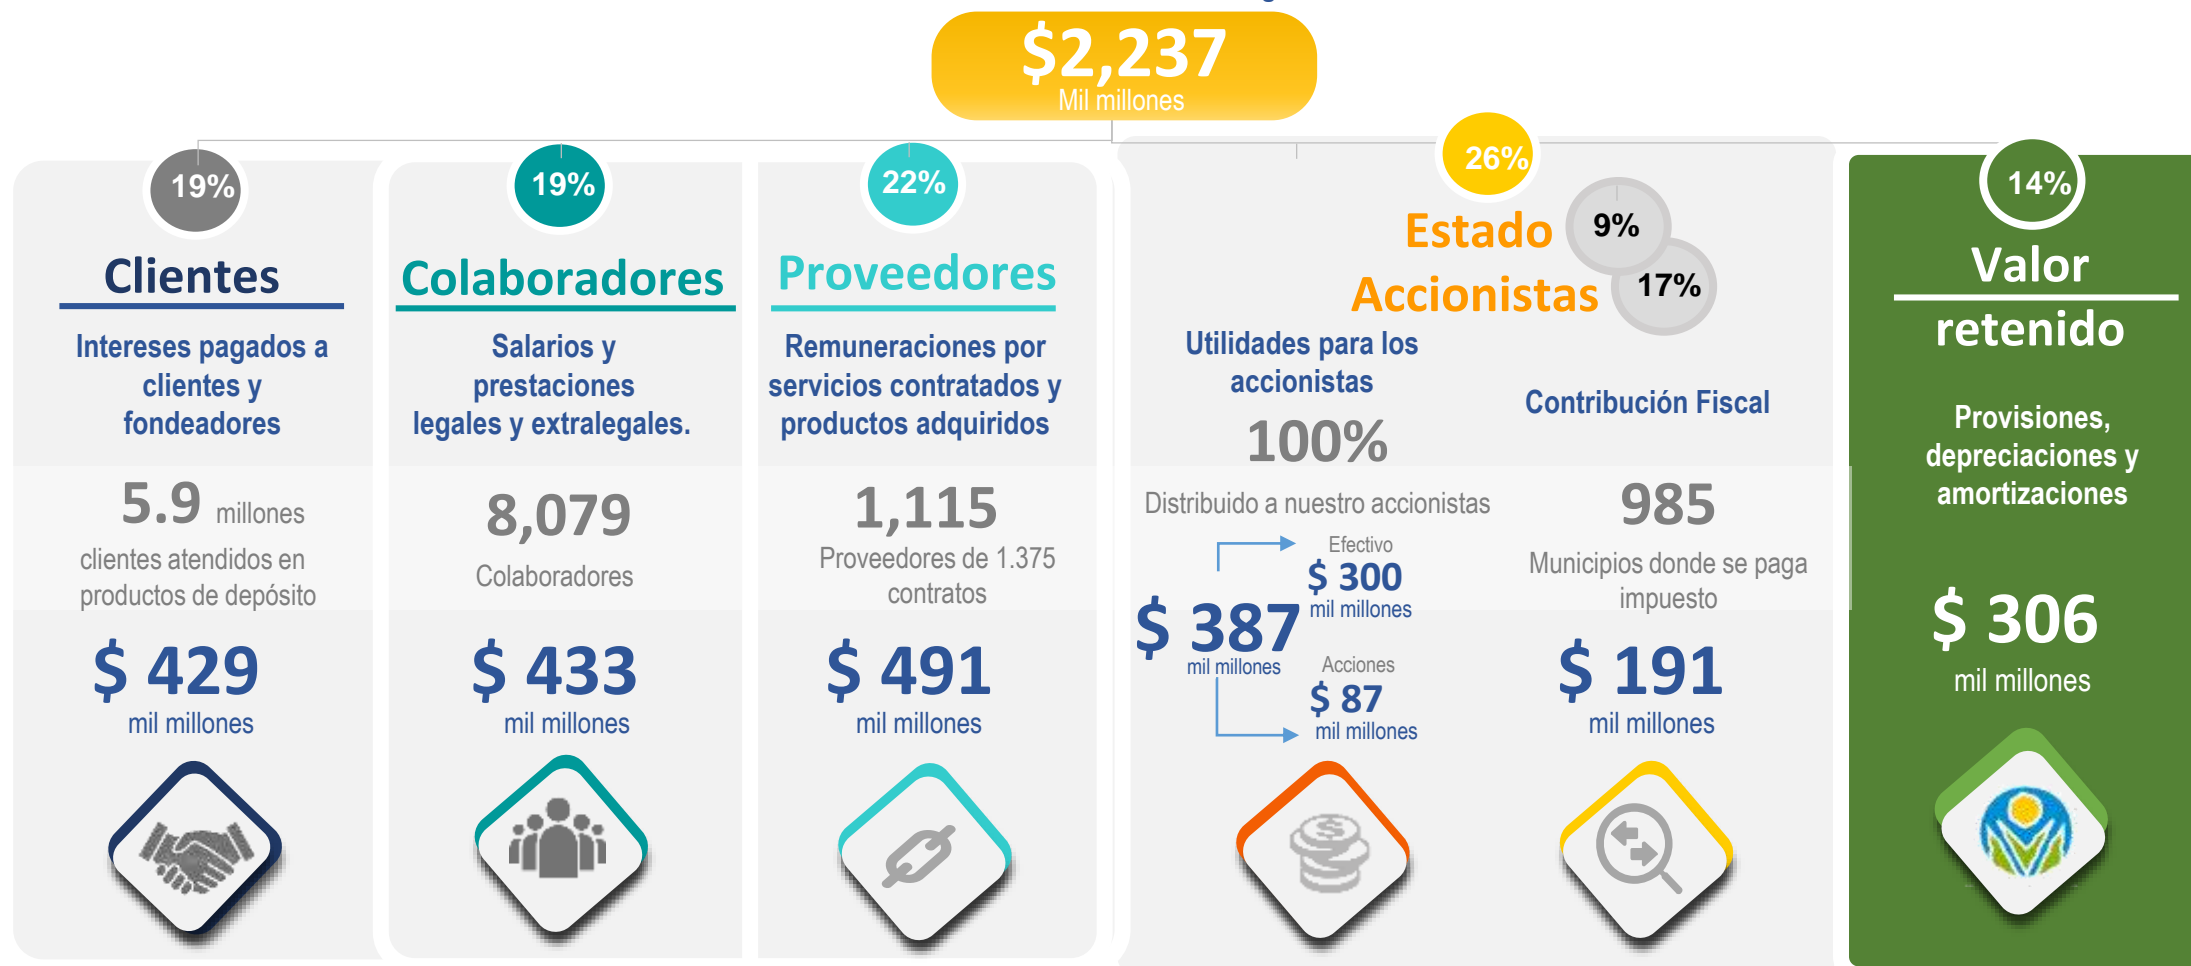 $2,237
Mil millones
19%
Clientes
Intereses pagados a
clientes y
fondeadores
5.9 millones
clientes atendidos en
productos de depósito
$ 429
mil millones
19%
Colaboradores
Salarios y
prestaciones
legales y extralegales.
8,079
Colaboradores
$ 433
mil millones
22%
Proveedores
Remuneraciones por
servicios contratados y
productos adquiridos
1,115
Proveedores de 1.375
contratos
$ 491
mil millones
26%
Estado 9%
Accionistas 17%
Utilidades para los
accionistas
100%
Distribuido a nuestro accionistas
$ 387
mil millones
Efectivo
$ 300
mil millones
Acciones
$ 87
mil millones
Contribución Fiscal
985
Municipios donde se paga
impuesto
$ 191
mil millones
14%
Valor
retenido
Provisiones,
depreciaciones y
amortizaciones
$ 306
mil millones